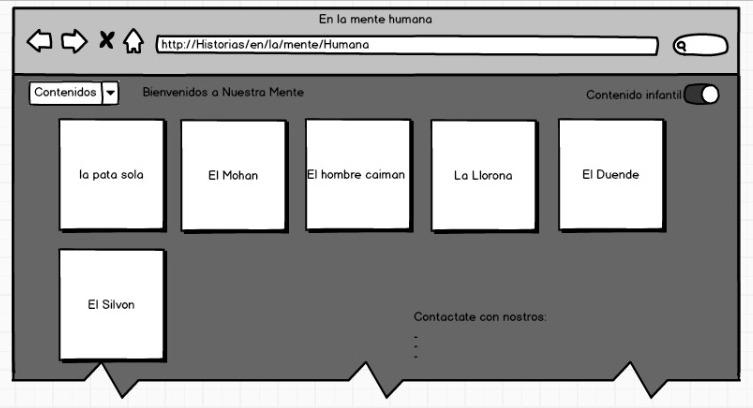 En la mente humana
http://Historias/en/la/mente/Humana
Contenidos
Bienvenidos a Nuestra Mente
Contenido infantil
la pata sola
El Mohan
El hombre caiman
La Llorona
El Duende
El Silvon
Contactate con nostros:
-
-
-